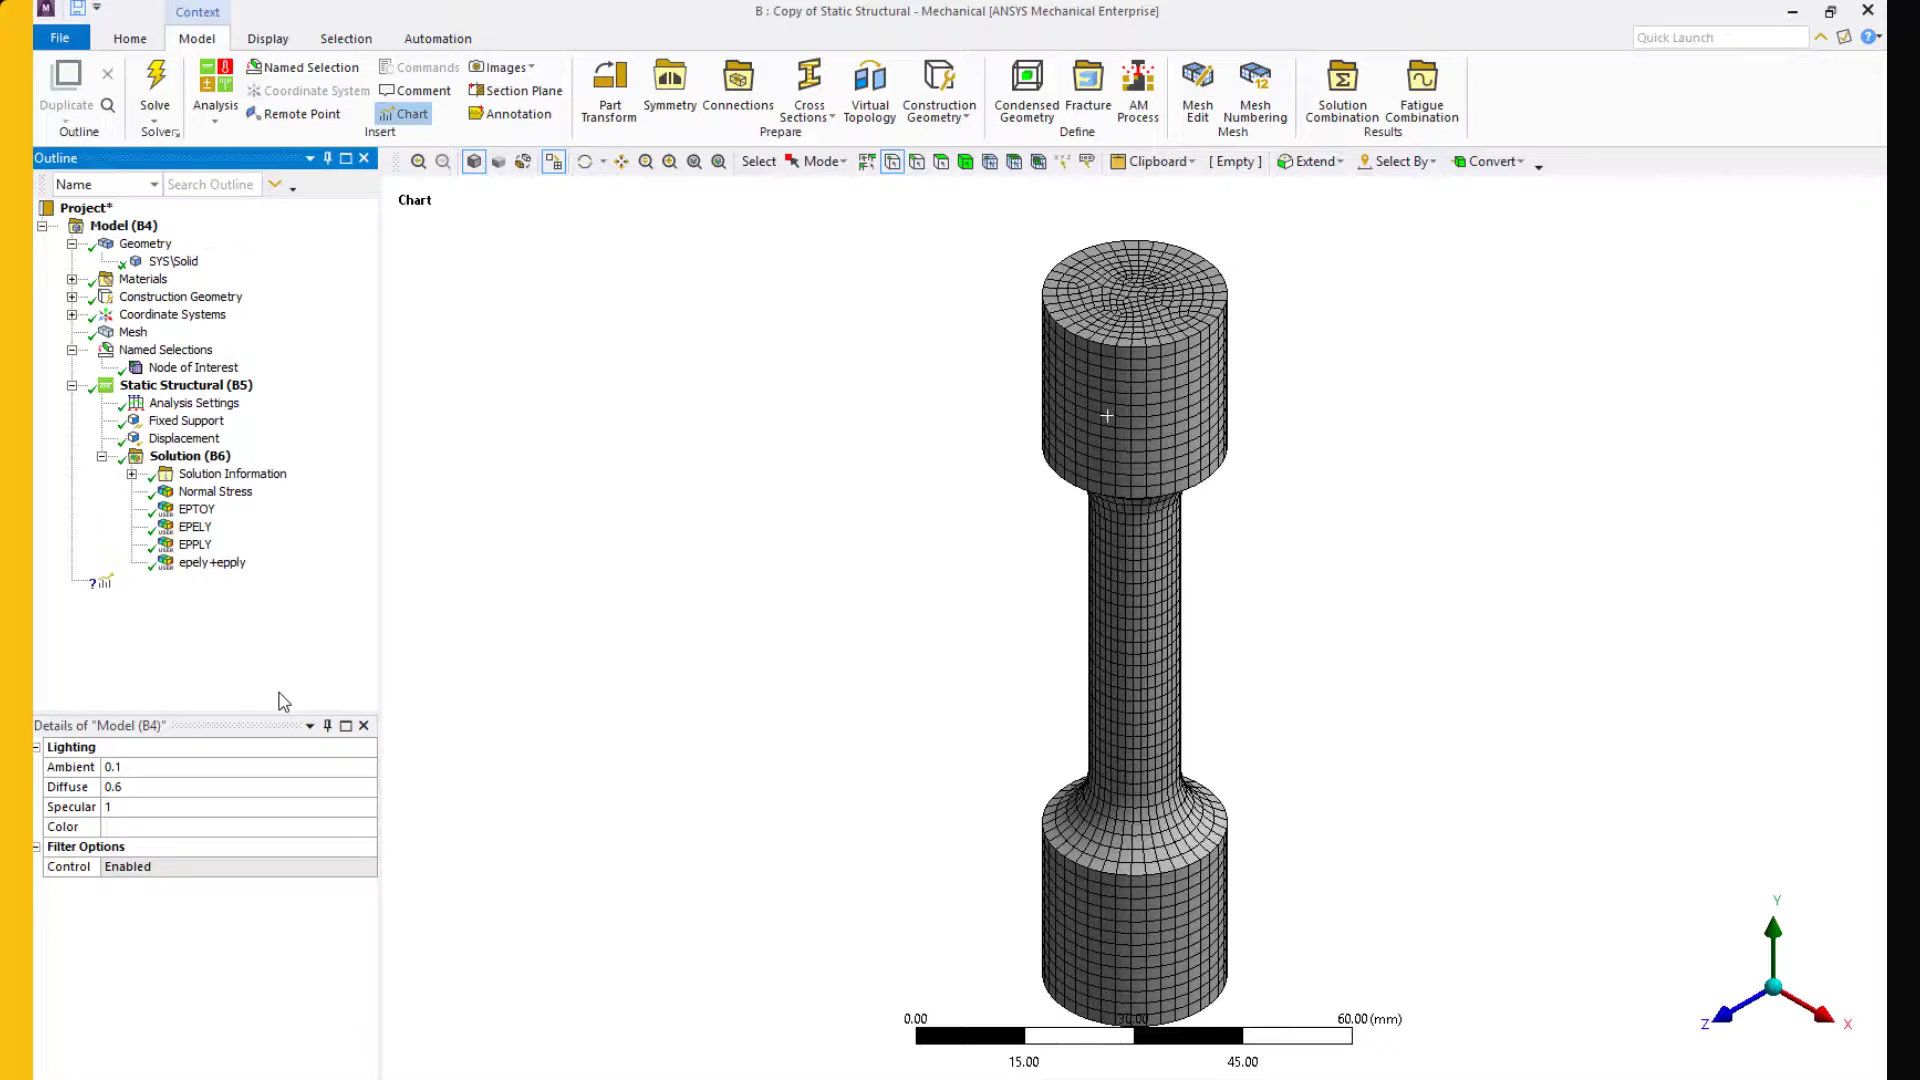 Context
B : Copy of Static Structural - Mechanical [ANSYS Mechanical Enterprise]
File
Home
Model
Display
Selection
Automation
Quick Launch
Duplicate
Outline
Solve
Solver
Analysis
Named Selection
Coordinate System
Remote Point
Commands
Comment
Chart
Images
Section Plane
Annotation
Insert
Part Transform
Symmetry
Connections
Cross Sections
Virtual Topology
Construction Geometry
Prepare
Condensed Geometry
Fracture
AM Process
Define
Mesh Edit
Mesh Numbering
Mesh
Solution Combination
Fatigue Combination
Results
Outline
Select
Mode
Clipboard
[ Empty ]
Extend
Select By
Convert
Name
Search Outline
Chart
Project*
Model (B4)
Geometry
SYS\Solid
Materials
Construction Geometry
Coordinate Systems
Mesh
Named Selections
Node of Interest
Static Structural (B5)
Analysis Settings
Fixed Support
Displacement
Solution (B6)
Solution Information
Normal Stress
EPTOY
EPELY
EPPLY
epely+epply
Details of "Model (B4)"
Lighting
Ambient 0.1
Diffuse 0.6
Specular 1
Color
Filter Options
Control Enabled
Y
Z
X
0.00
30.00
60.00 (mm)
15.00
45.00